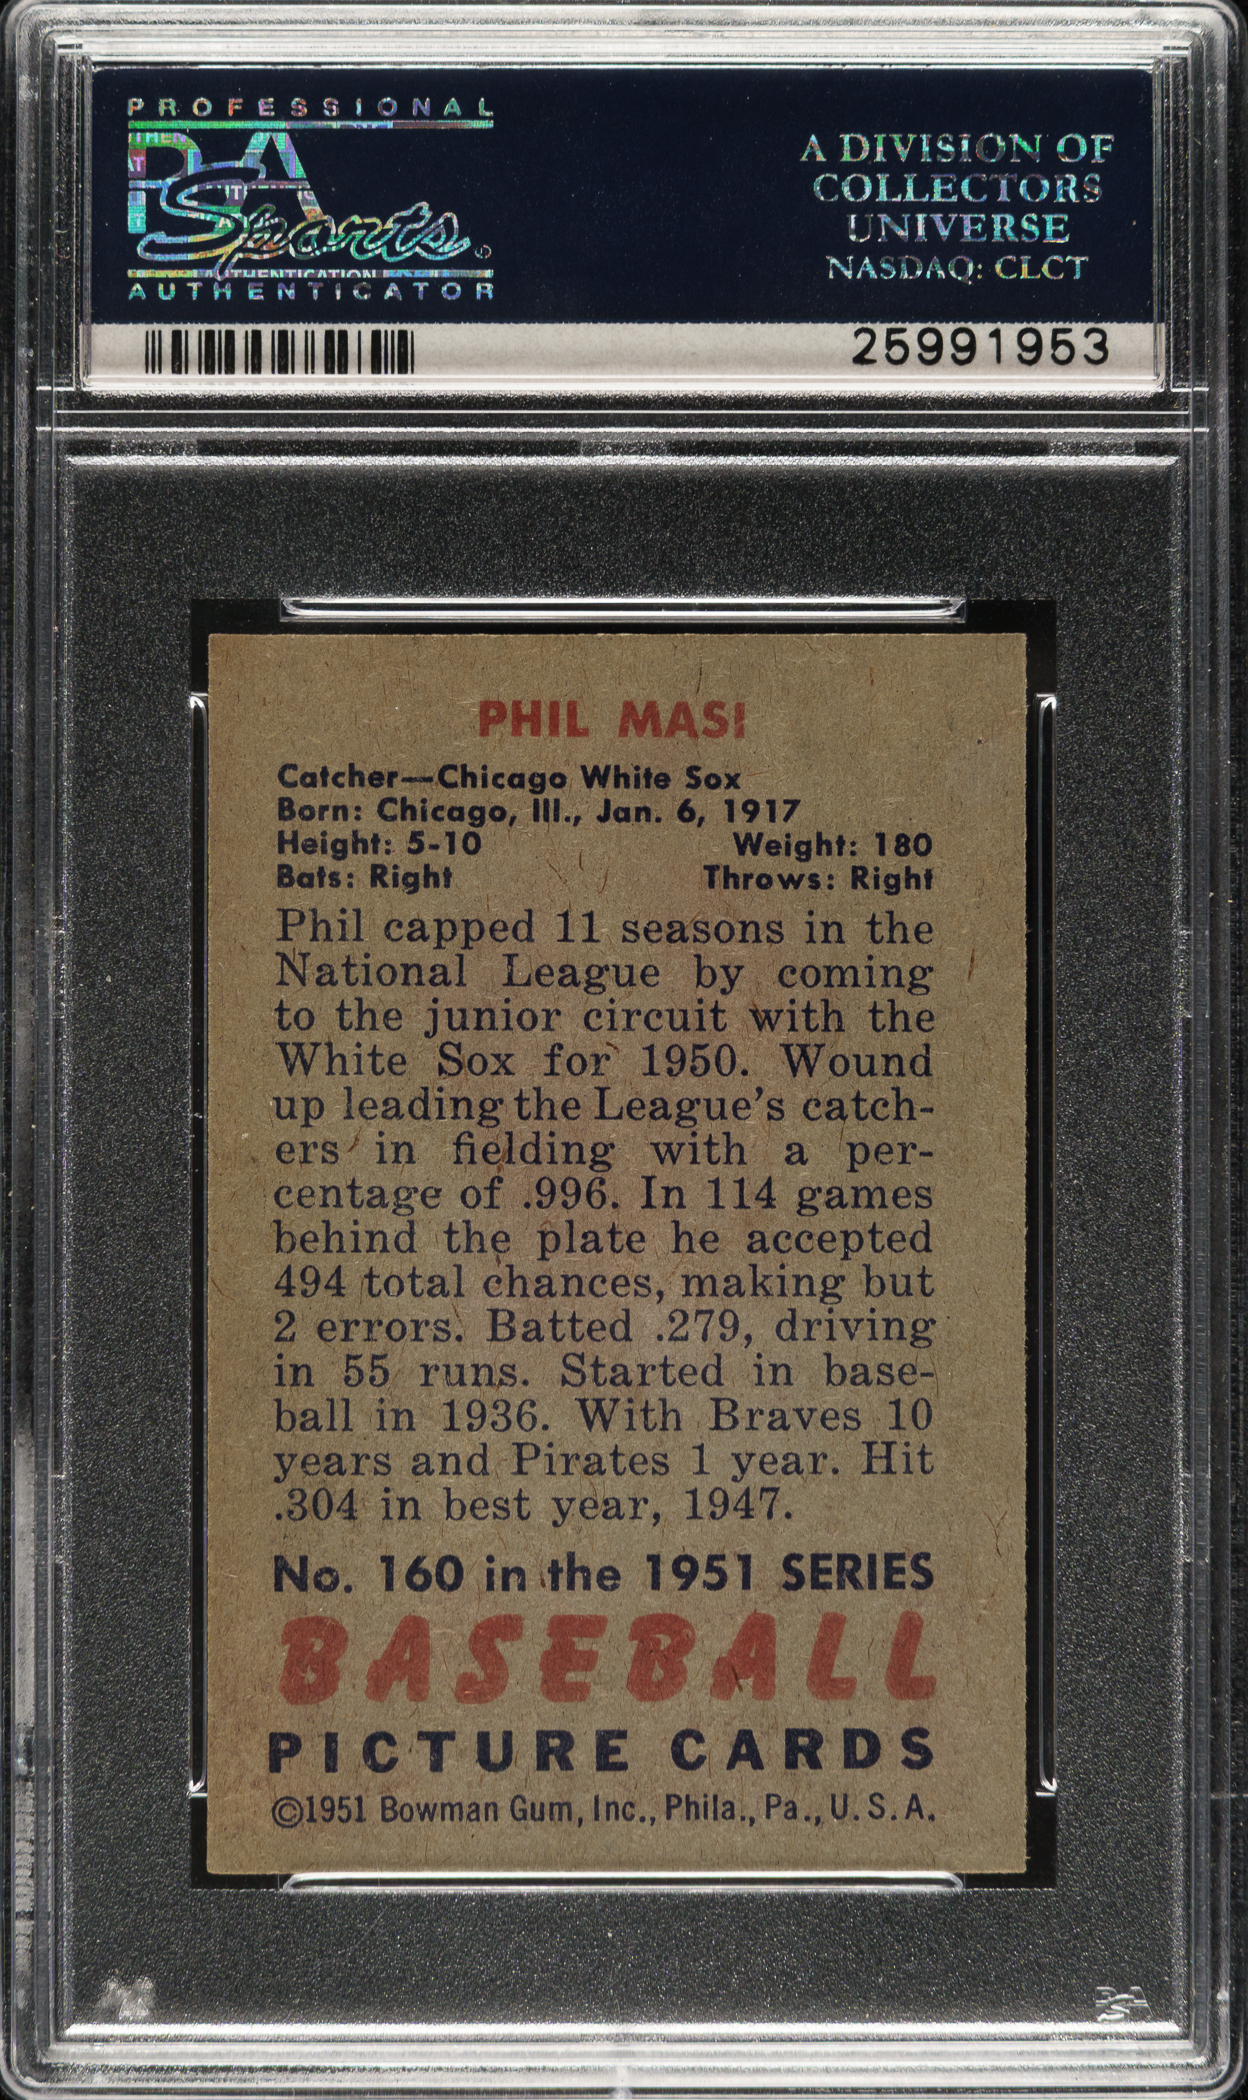 PROFESSIONAL
PSA
Sports
AUTHENTICATION
AUTHENTICATOR
A DIVISION OF
COLLECTORS
UNIVERSE
NASDAQ: CLCT
25991953
PHIL MASI
Catcher—Chicago White Sox
Born: Chicago, Ill., Jan. 6, 1917
Height: 5-10 Weight: 180
Bats: Right Throws: Right
Phil capped 11 seasons in the
National League by coming
to the junior circuit with the
White Sox for 1950. Wound
up leading the League's catch-
ers in fielding with a per-
centage of .996. In 114 games
behind the plate he accepted
494 total chances, making but
2 errors. Batted .279, driving
in 55 runs. Started in base-
ball in 1936. With Braves 10
years and Pirates 1 year. Hit
.304 in best year, 1947.
No. 160 in the 1951 SERIES
BASEBALL
PICTURE CARDS
©1951 Bowman Gum, Inc., Phila., Pa., U.S.A.
PSA